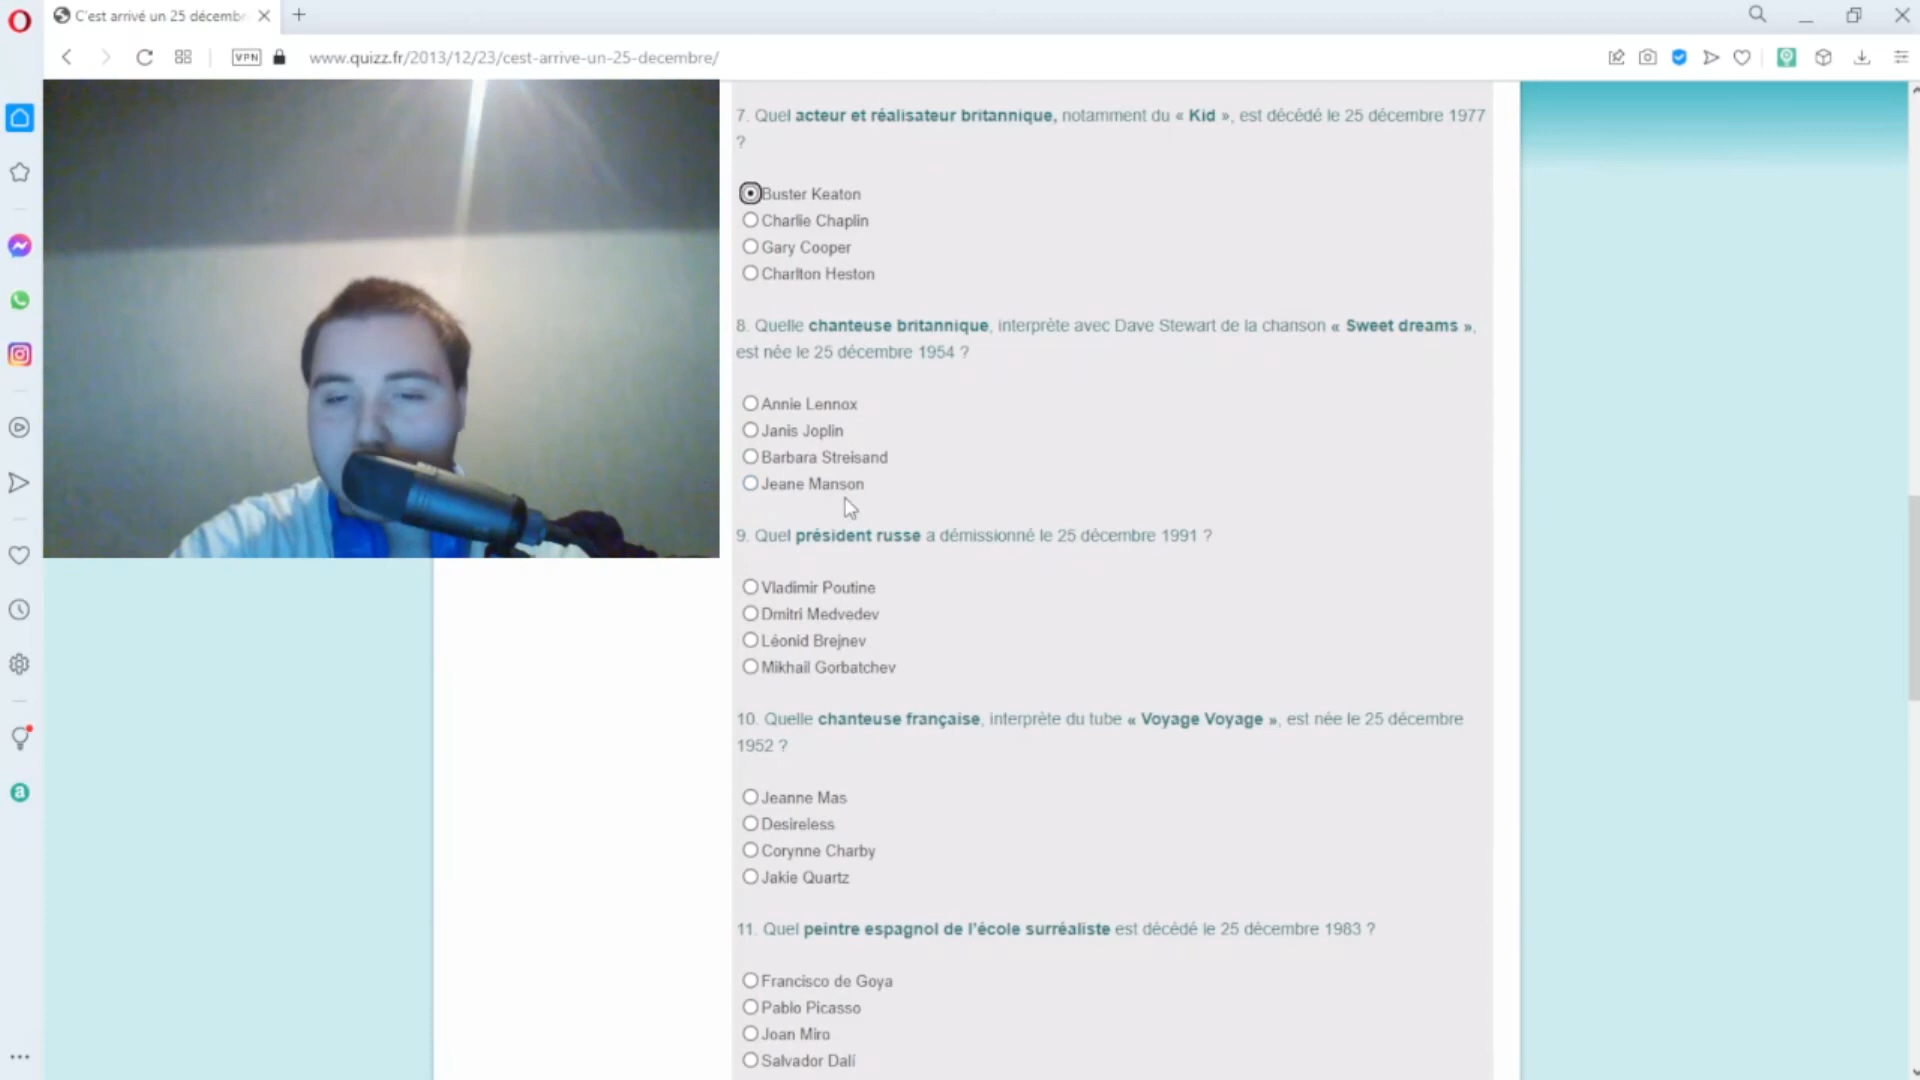 C'est arrivé un 25 décembr
VPN
www.quizz.fr/2013/12/23/cest-arrive-un-25-decembre/
7. Quel acteur et réalisateur britannique, notamment du « Kid », est décédé le 25 décembre 1977
?
Buster Keaton
Charlie Chaplin
Gary Cooper
Charlton Heston
8. Quelle chanteuse britannique, interprète avec Dave Stewart de la chanson « Sweet dreams »,
est née le 25 décembre 1954 ?
Annie Lennox
Janis Joplin
Barbara Streisand
Jeane Manson
9. Quel président russe a démissionné le 25 décembre 1991 ?
Vladimir Poutine
Dmitri Medvedev
Léonid Brejnev
Mikhaïl Gorbatchev
10. Quelle chanteuse française, interprète du tube « Voyage Voyage », est née le 25 décembre
1952 ?
Jeanne Mas
Desireless
Corynne Charby
Jakie Quartz
11. Quel peintre espagnol de l'école surréaliste est décédé le 25 décembre 1983 ?
Francisco de Goya
Pablo Picasso
Joan Miro
Salvador Dalí
a